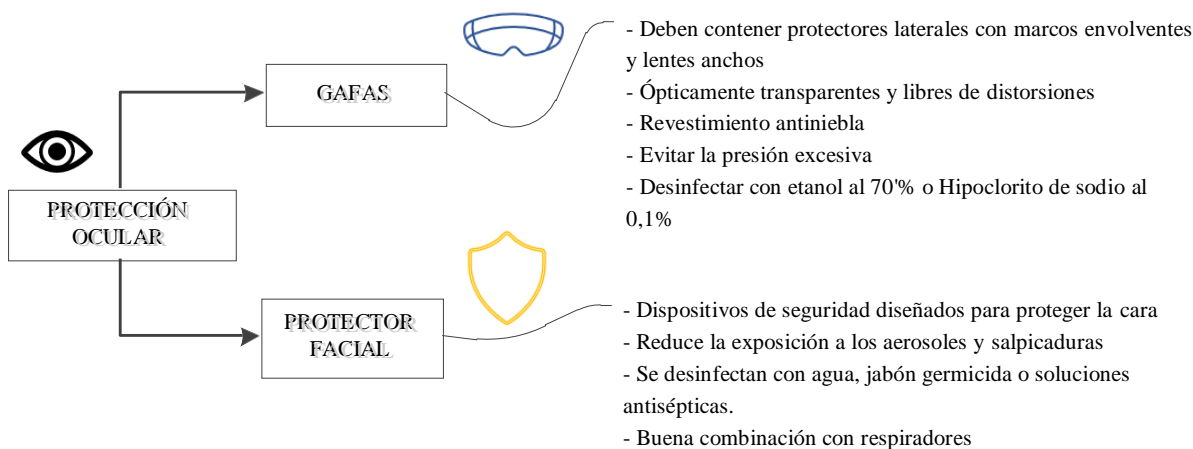 PROTECCIÓN
OCULAR
GAFAS
- Deben contener protectores laterales con marcos envolventes
y lentes anchos
- Ópticamente transparentes y libres de distorsiones
- Revestimiento antiniebla
- Evitar la presión excesiva
- Desinfectar con etanol al 70'% o Hipoclorito de sodio al
0,1%
PROTECTOR
FACIAL
- Dispositivos de seguridad diseñados para proteger la cara
- Reduce la exposición a los aerosoles y salpicaduras
- Se desinfectan con agua, jabón germicida o soluciones
antisépticas.
- Buena combinación con respiradores